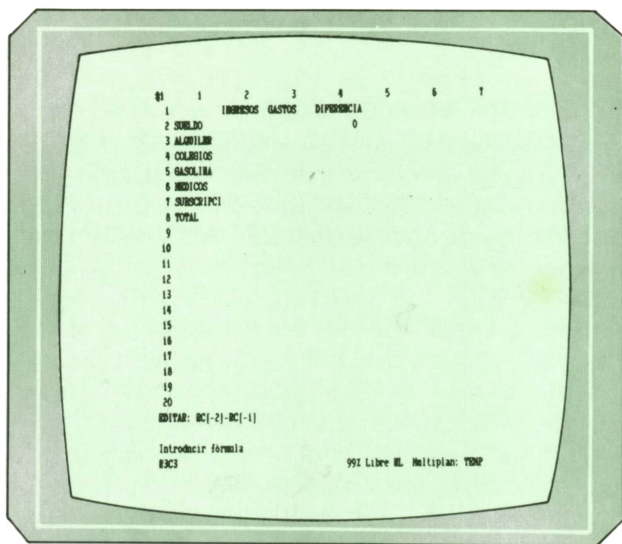 #1 1 2 3 4 5 6 7
1 INGRESOS GASTOS DIFERENCIA
2 SUELDO 0
3 ALQUILER
4 COLEGIOS
5 GASOLINA
6 MEDICOS
7 SUBSCRIPCI
8 TOTAL
9
10
11
12
13
14
15
16
17
18
19
20
EDITAR: RC[-2]-RC[-1]
Introducir fórmula
R3C3 99% Libre NL Multiplan: TEMP